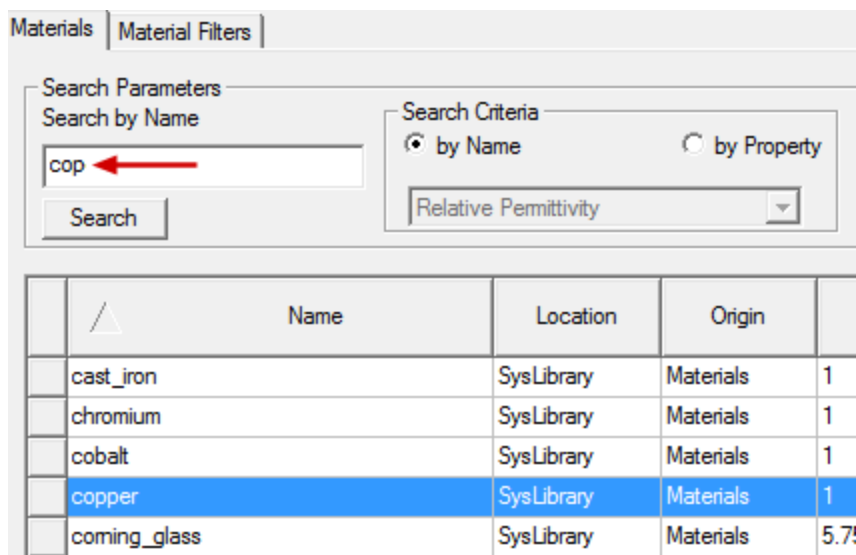 Materials Material Filters
Search Parameters
Search by Name
Search Criteria
by Name by Property
cop
Relative Permittivity
Search
Name Location Origin
cast_iron SysLibrary Materials 1
chromium SysLibrary Materials 1
cobalt SysLibrary Materials 1
copper SysLibrary Materials 1
corning_glass SysLibrary Materials 5.75